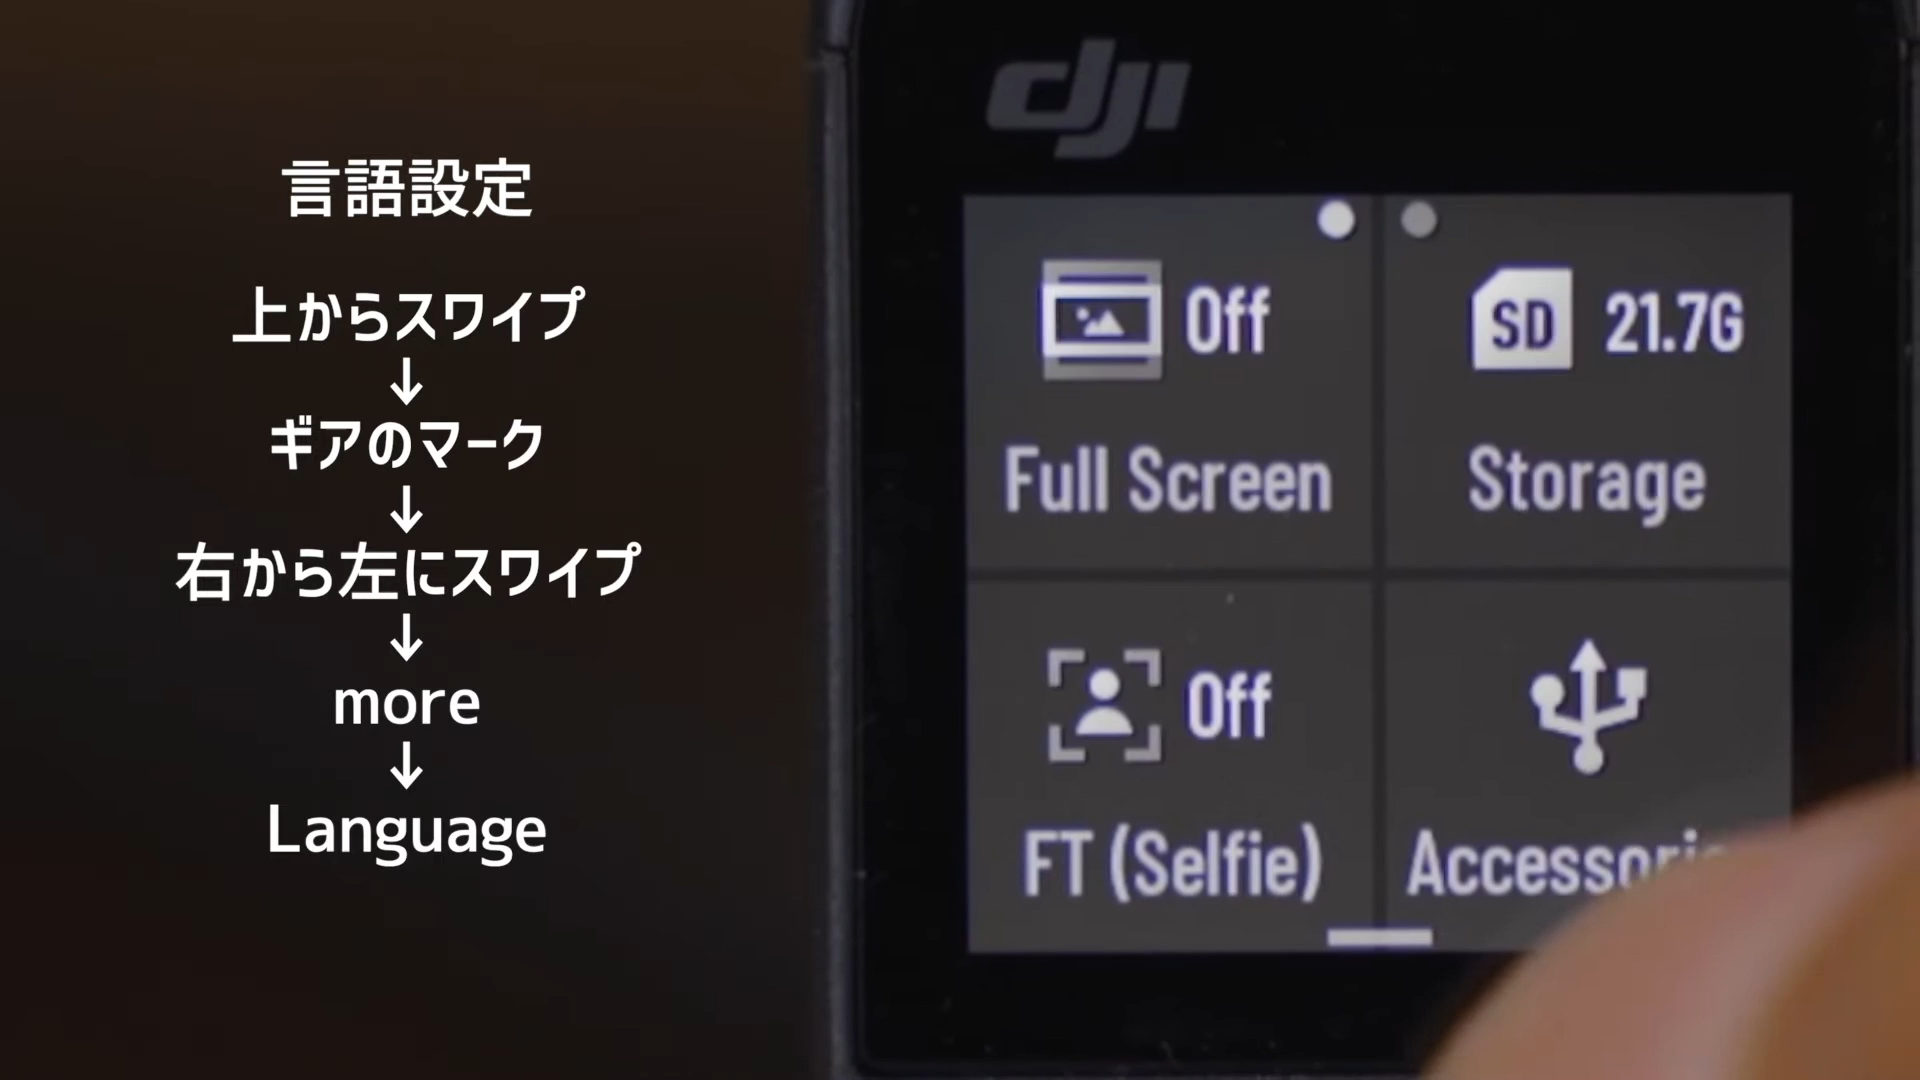 言語設定
上からスワイプ
↓
ギアのマーク
↓
右から左にスワイプ
↓
more
↓
Language
dji
Off
SD 21.7G
Full Screen
Storage
Off
FT (Selfie)